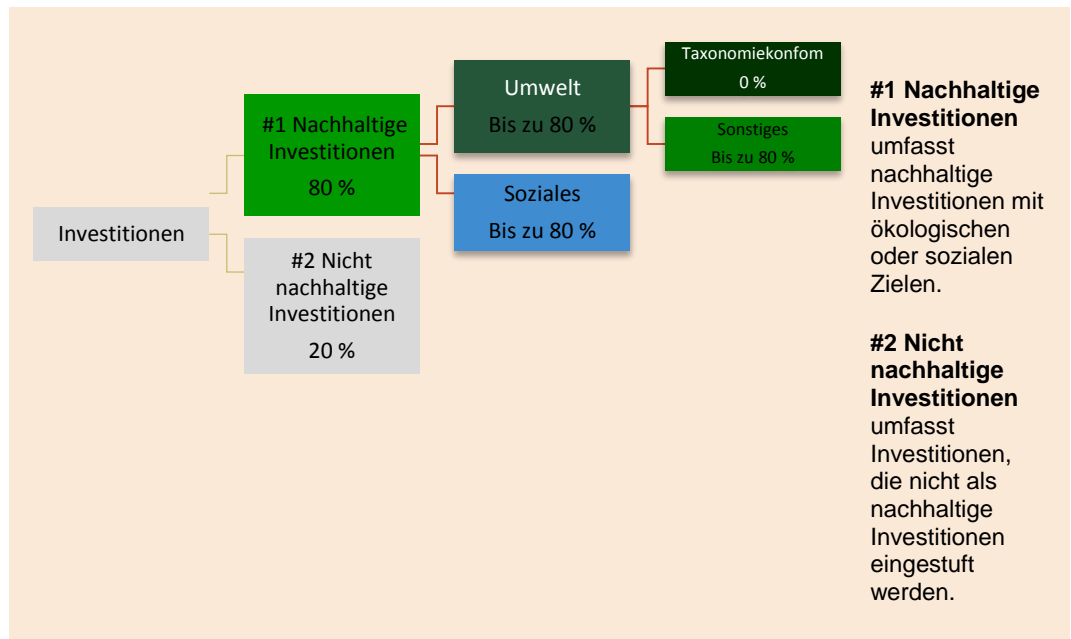 Investitionen
#1 Nachhaltige
Investitionen
80 %
#2 Nicht
nachhaltige
Investitionen
20 %
Umwelt
Bis zu 80 %
Soziales
Bis zu 80 %
Taxonomiekonfom
0 %
Sonstiges
Bis zu 80 %
#1 Nachhaltige
Investitionen
umfasst
nachhaltige
Investitionen mit
ökologischen
oder sozialen
Zielen.
#2 Nicht
nachhaltige
Investitionen
umfasst
Investitionen,
die nicht als
nachhaltige
Investitionen
eingestuft
werden.